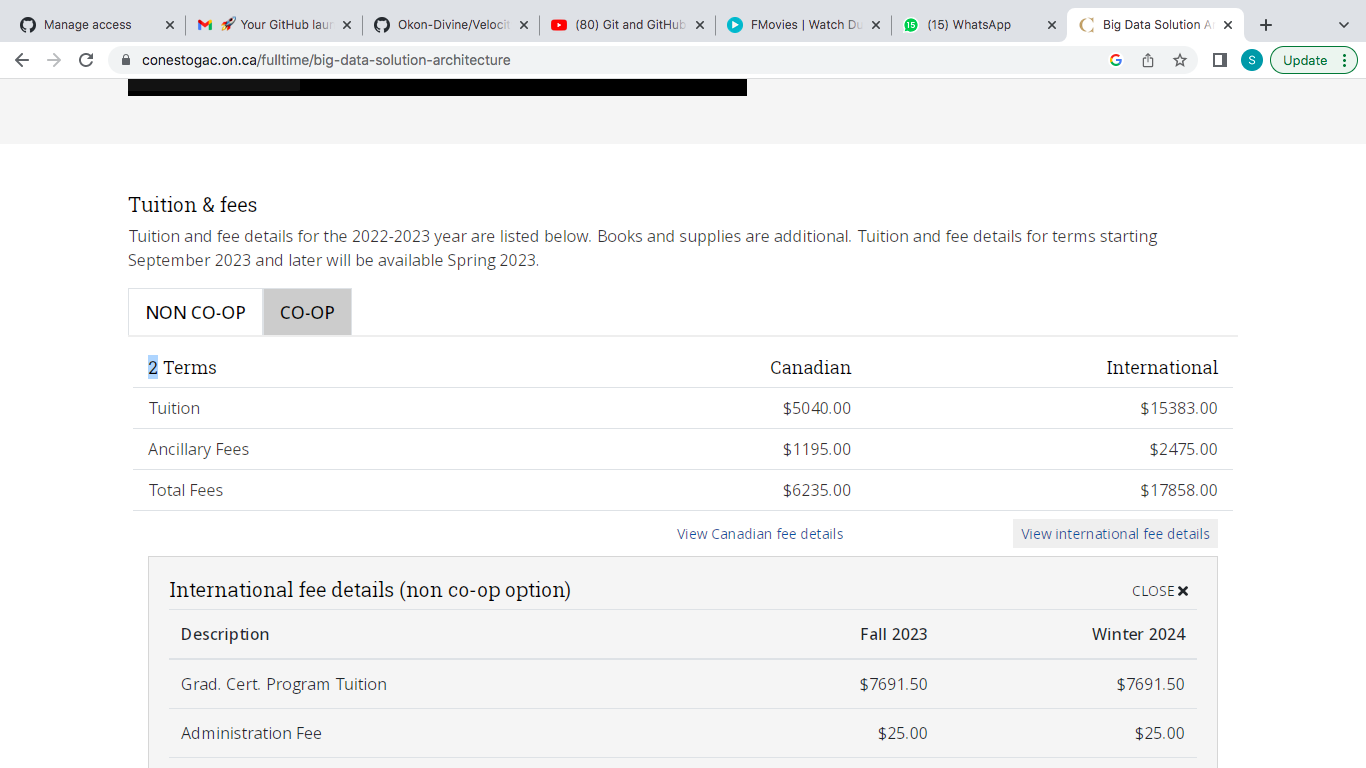 Manage access
🚀 Your GitHub laun
Okon-Divine/Velocit
(80) Git and GitHub
FMovies | Watch Du
15 (15) WhatsApp
Big Data Solution A
conestogac.on.ca/fulltime/big-data-solution-architecture
S
Update
Tuition & fees
Tuition and fee details for the 2022-2023 year are listed below. Books and supplies are additional. Tuition and fee details for terms starting
September 2023 and later will be available Spring 2023.
NON CO-OP CO-OP
2 Terms Canadian International
Tuition $5040.00 $15383.00
Ancillary Fees $1195.00 $2475.00
Total Fees $6235.00 $17858.00
View Canadian fee details View international fee details
International fee details (non co-op option) CLOSE ✖
Description Fall 2023 Winter 2024
Grad. Cert. Program Tuition $7691.50 $7691.50
Administration Fee $25.00 $25.00